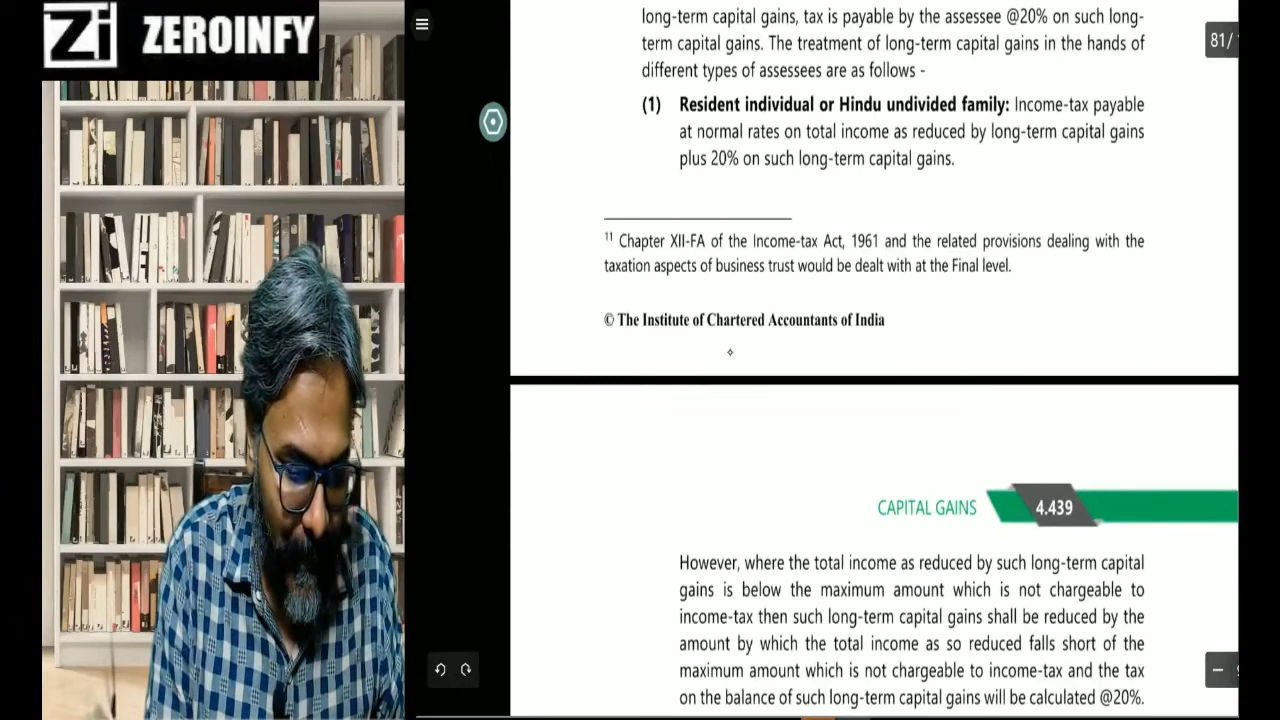 Zi ZEROINFY
81/
long-term capital gains, tax is payable by the assessee @20% on such long-
term capital gains. The treatment of long-term capital gains in the hands of
different types of assessees are as follows -
(1) Resident individual or Hindu undivided family: Income-tax payable
at normal rates on total income as reduced by long-term capital gains
plus 20% on such long-term capital gains.
11 Chapter XII-FA of the Income-tax Act, 1961 and the related provisions dealing with the
taxation aspects of business trust would be dealt with at the Final level.
© The Institute of Chartered Accountants of India
CAPITAL GAINS 4.439
However, where the total income as reduced by such long-term capital
gains is below the maximum amount which is not chargeable to
income-tax then such long-term capital gains shall be reduced by the
amount by which the total income as so reduced falls short of the
maximum amount which is not chargeable to income-tax and the tax
on the balance of such long-term capital gains will be calculated @20%.